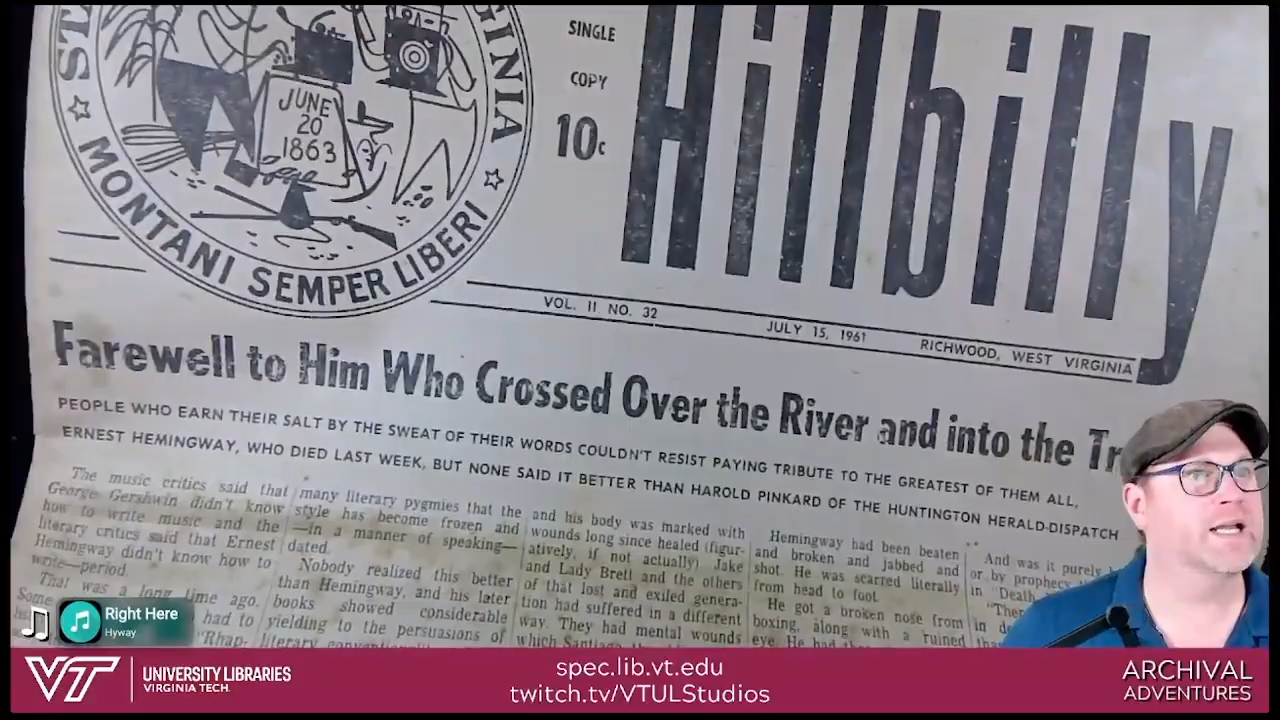 GINIA
ST
JUNE
20
1863
MONTANI SEMPER LIBERI
SINGLE
COPY
10c
Hillbilly
VOL. II NO. 32 JULY 15, 1961 RICHWOOD, WEST VIRGINIA
Farewell to Him Who Crossed Over the River and into the Tr
PEOPLE WHO EARN THEIR SALT BY THE SWEAT OF THEIR WORDS COULDN'T RESIST PAYING TRIBUTE TO THE GREATEST OF THEM ALL,
ERNEST HEMINGWAY, WHO DIED LAST WEEK, BUT NONE SAID IT BETTER THAN HAROLD PINKARD OF THE HUNTINGTON HERALD-DISPATCH
The music critics said that
George Gershwin didn't know
how to write music and the
literary critics said that Ernest
Hemingway didn't know how to
write—period.
That was a long time ago.
Some
had to
"Rhap-
many literary pygmies that the
style has become frozen and
—in a manner of speaking—
dated.
Nobody realized this better
than Hemingway, and his later
books showed considerable
yielding to the persuasions of
literary
and his body was marked with
wounds long since healed (figur-
atively, if not actually) Jake
and Lady Brett and the others
of that lost and exiled genera-
tion had suffered in a different
way. They had mental wounds
which Santiago
Hemingway had been beaten
and broken and jabbed and
shot. He was scarred literally
from head to foot.
He got a broken nose from
boxing, along with a ruined
eye. He had
And was it purely
or by prophecy
in "Death
"Ther
in d
Right Here
Hyway
VT UNIVERSITY LIBRARIES
VIRGINIA TECH.
spec.lib.vt.edu
twitch.tv/VTULStudios
ARCHIVAL
ADVENTURES